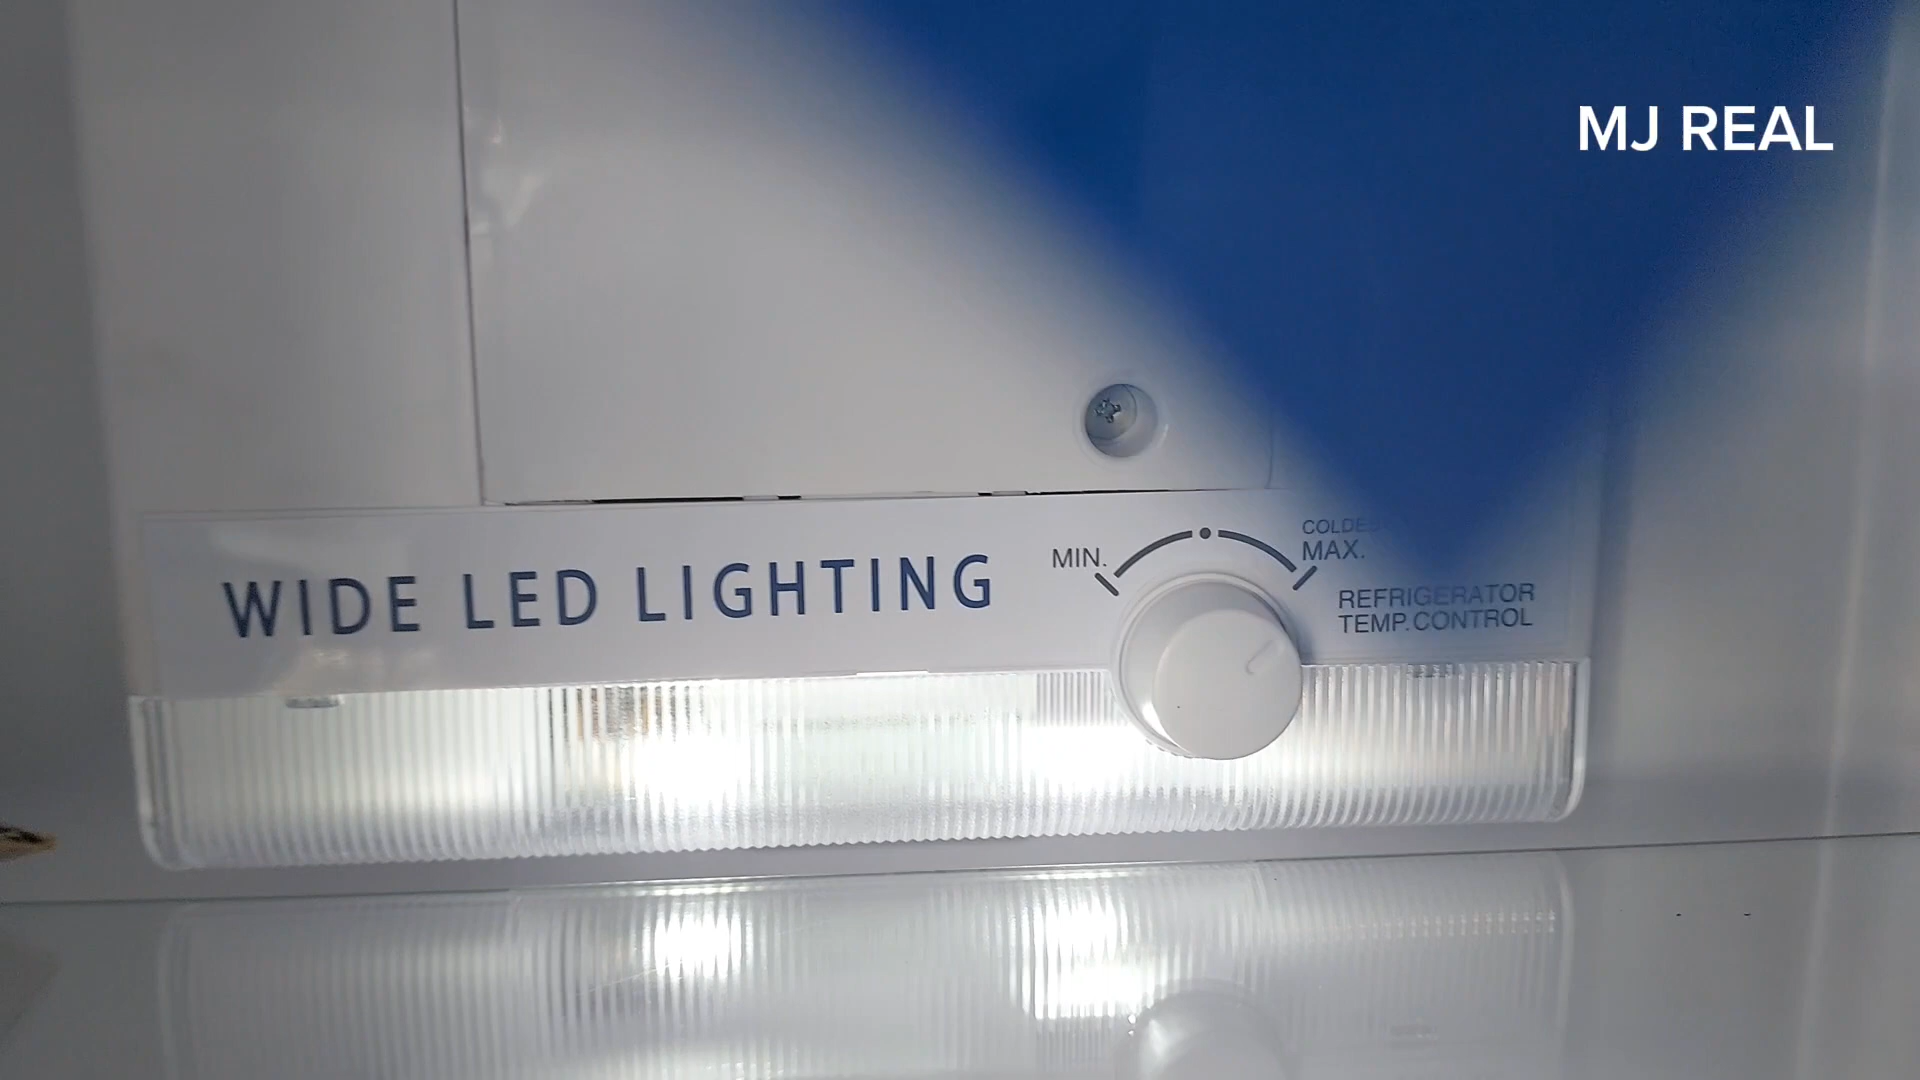 MJ REAL
MIN.
MAX.
WIDE LED LIGHTING
REFRIGERATOR
TEMP.CONTROL